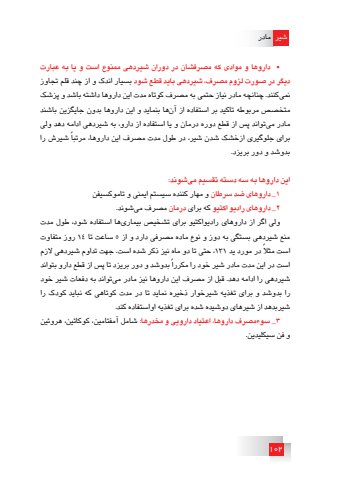 شیر مادر
• داروها و موادی که مصرفشان در دوران شیردهی ممنوع است و یا به عبارت
دیگر در صورت لزوم مصرف، شیردهی باید قطع شود بسیار اندک و از چند قلم تجاوز
نمی‌کنند. چنانچه مادر نیاز حتمی به مصرف کوتاه مدت این داروها داشته باشد و پزشک
متخصص مربوطه تاکید بر استفاده از آن‌ها بنماید و این داروها بدون جایگزین باشند
مادر می‌تواند پس از قطع دوره درمان و یا استفاده از دارو، به شیردهی ادامه دهد ولی
برای جلوگیری ازخشک شدن شیر، در طول مدت مصرف این داروها، مرتباً شیرش را
بدوشد و دور بریزد.
این داروها به سه دسته تقسیم می‌شوند:
۱_ داروهای ضد سرطان و مهار کننده سیستم ایمنی و تاموکسیفن
۲_ داروهای رادیو اکتیو که برای درمان مصرف می‌شوند.
ولی اگر از داروهای رادیواکتیو برای تشخیص بیماری‌ها استفاده شود، طول مدت
منع شیردهی بستگی به دوز و نوع ماده مصرفی دارد و از ۵ ساعت تا ۱٤ روز متفاوت
است مثلاً در مورد ید ۱۳۱، حتی تا دو ماه نیز ذکر شده است. جهت تداوم شیردهی لازم
است در این مدت مادر شیر خود را مکرراً بدوشد و دور بریزد تا پس از قطع دارو بتواند
شیردهی را ادامه دهد. قبل از مصرف این داروها نیز مادر می‌تواند به دفعات شیر خود
را بدوشد و برای تغذیه شیرخوار ذخیره نماید تا در مدت کوتاهی که نباید کودک را
شیربدهد از شیرهای دوشیده شده برای تغذیه اواستفاده کند.
۳_ سوءمصرف داروها، اعتیاد دارویی و مخدرها: شامل آمفتامین، کوکائین، هروئین
و فن سیکلیدین.
۱۰۲